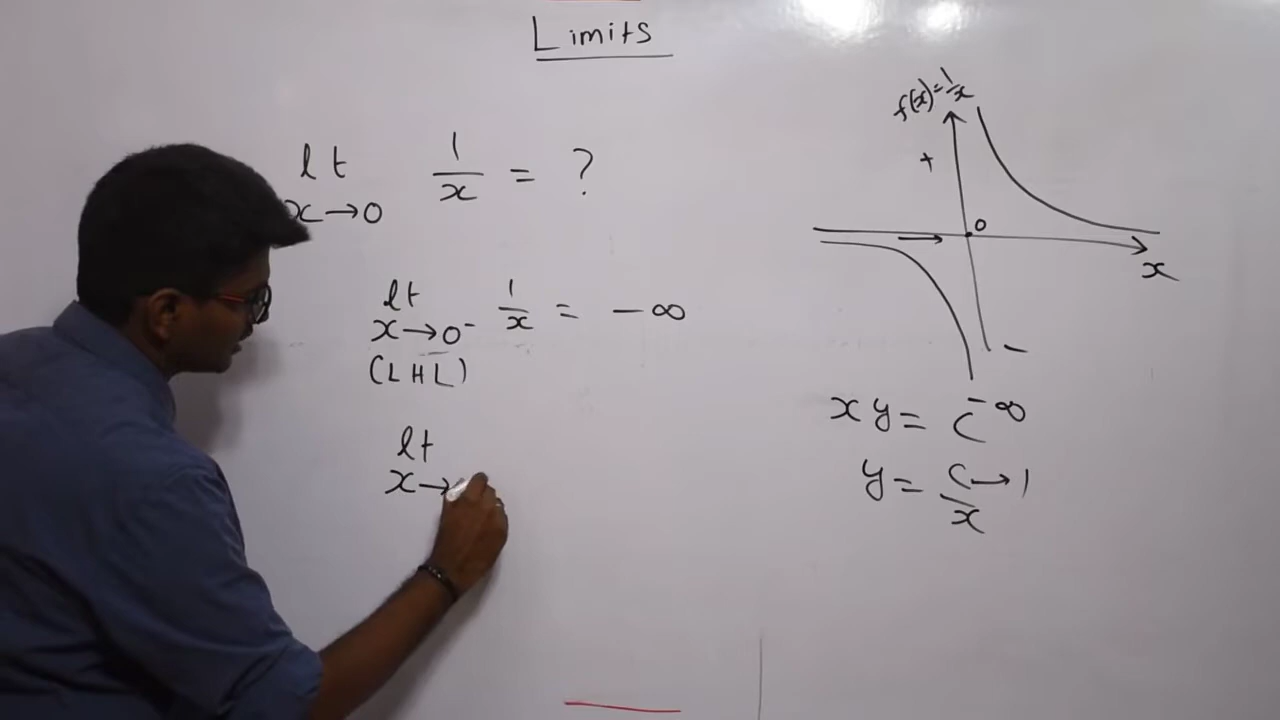 Limits
lt 1/x = ?
x→0
lt 1/x = -∞
x→0⁻
(LHL)
lt
x→
f(x)=1/x
+
0
x
-
-∞
xy = c
y = c/x →1